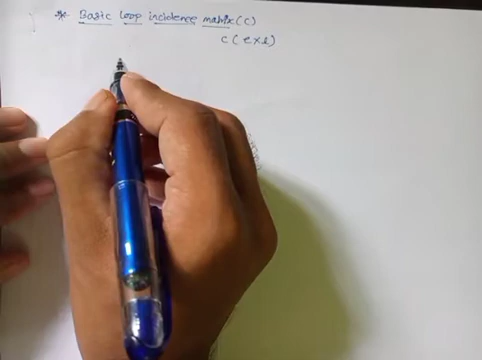 * Basic loop incidence matrix (c)
c (e x l)